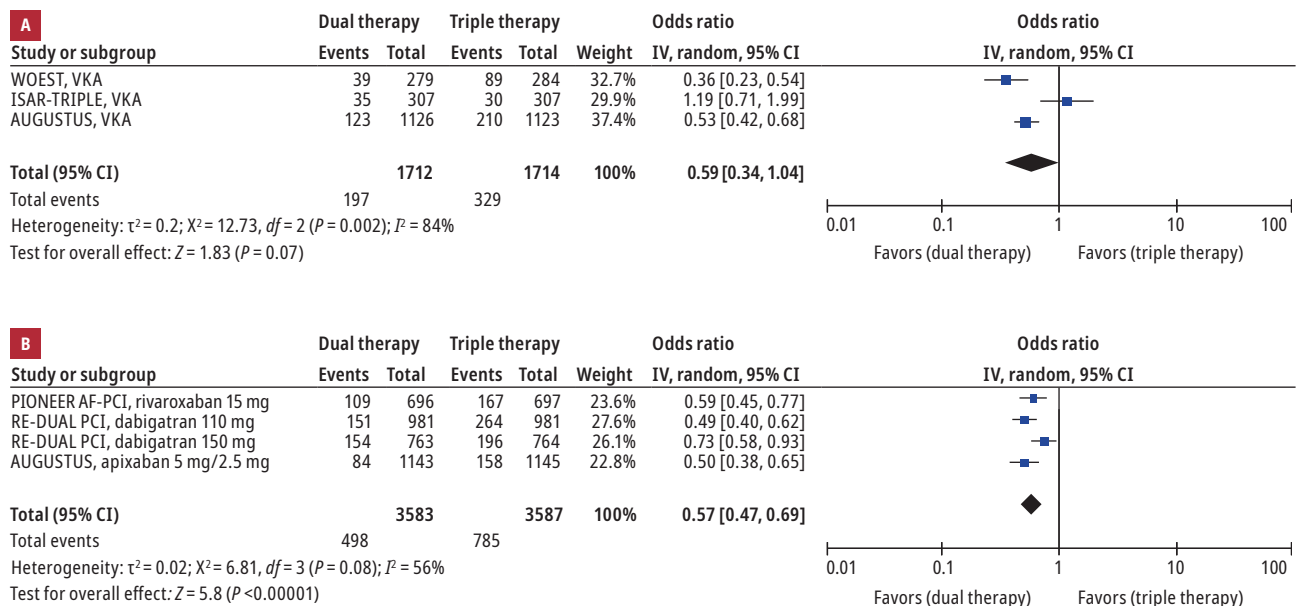 A
Dual therapy Triple therapy Odds ratio Odds ratio
Study or subgroup Events Total Events Total Weight IV, random, 95% CI IV, random, 95% CI
WOEST, VKA 39 279 89 284 32.7% 0.36 [0.23, 0.54]
ISAR-TRIPLE, VKA 35 307 30 307 29.9% 1.19 [0.71, 1.99]
AUGUSTUS, VKA 123 1126 210 1123 37.4% 0.53 [0.42, 0.68]
Total (95% CI) 1712 1714 100% 0.59 [0.34, 1.04]
Total events 197 329
Heterogeneity: τ² = 0.2; X² = 12.73, df = 2 (P = 0.002); I² = 84%
0.01 0.1 1 10 100
Test for overall effect: Z = 1.83 (P = 0.07)
Favors (dual therapy) Favors (triple therapy)
B
Dual therapy Triple therapy Odds ratio Odds ratio
Study or subgroup Events Total Events Total Weight IV, random, 95% CI IV, random, 95% CI
PIONEER AF-PCI, rivaroxaban 15 mg 109 696 167 697 23.6% 0.59 [0.45, 0.77]
RE-DUAL PCI, dabigatran 110 mg 151 981 264 981 27.6% 0.49 [0.40, 0.62]
RE-DUAL PCI, dabigatran 150 mg 154 763 196 764 26.1% 0.73 [0.58, 0.93]
AUGUSTUS, apixaban 5 mg/2.5 mg 84 1143 158 1145 22.8% 0.50 [0.38, 0.65]
Total (95% CI) 3583 3587 100% 0.57 [0.47, 0.69]
Total events 498 785
Heterogeneity: τ² = 0.02; X² = 6.81, df = 3 (P = 0.08); I² = 56%
0.01 0.1 1 10 100
Test for overall effect: Z = 5.8 (P <0.00001)
Favors (dual therapy) Favors (triple therapy)